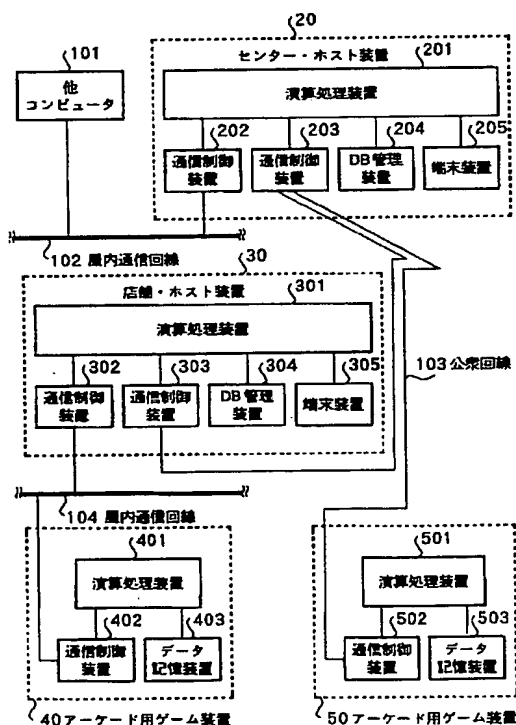 20
センター・ホスト装置
201
101
他
コンピュータ
演算処理装置
202
203
204
205
通信制御
装置
通信制御
装置
DB管理
装置
端末装置
102 屋内通信回線
30
店舗・ホスト装置
301
演算処理装置
302
303
304
305
通信制御
装置
通信制御
装置
DB管理
装置
端末装置
103 公衆回線
104 屋内通信回線
401
演算処理装置
402
403
通信制御
装置
データ
記憶装置
40 アーケード用ゲーム装置
501
演算処理装置
502
503
通信制御
装置
データ
記憶装置
50 アーケード用ゲーム装置